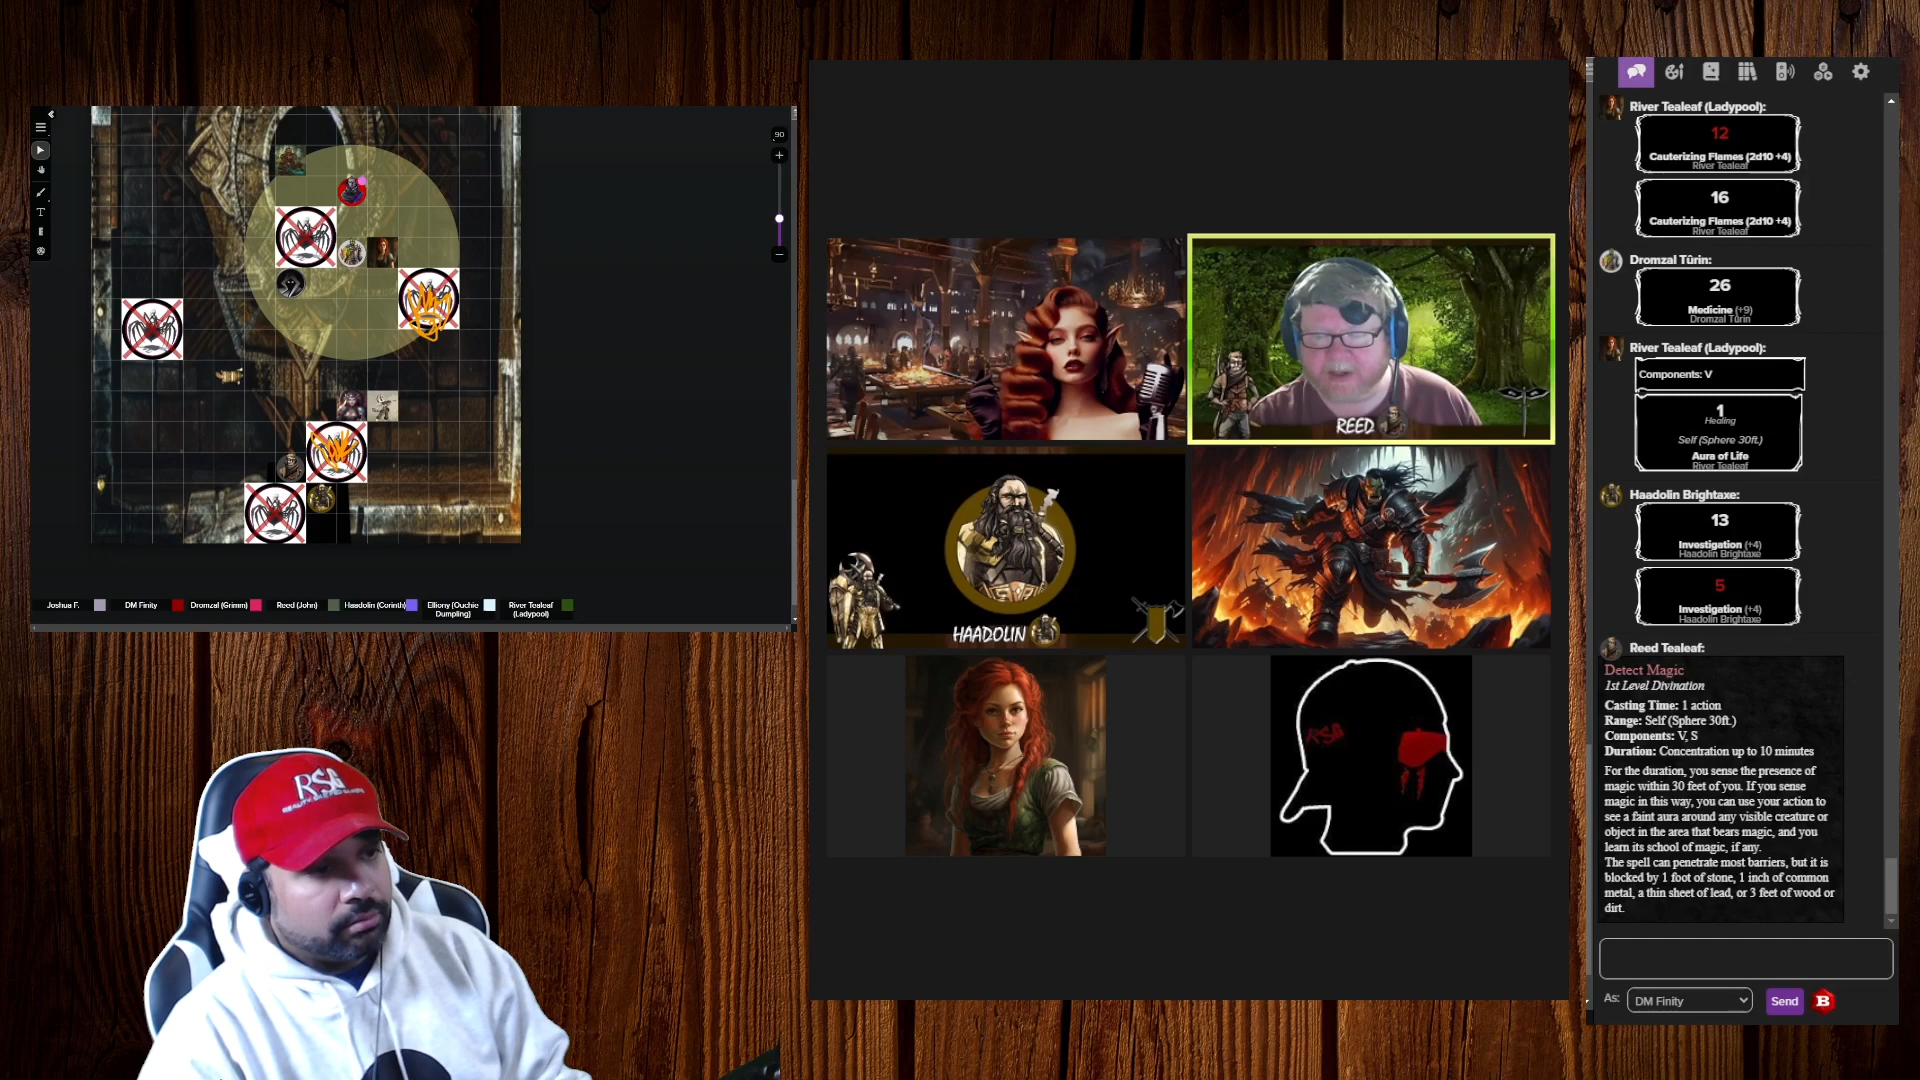 90
Joshua F.
DM Finity
Dromzal (Grimm)
Reed (John)
Haadolin (Corinth)
Elliony (Ouchie
Dumpling)
River Tealeaf
(Ladypool)
RSG
REED
HAADOLIN
RSG
River Tealeaf (Ladypool):
12
Cauterizing Flames (2d10 +4)
River Tealeaf
16
Cauterizing Flames (2d10 +4)
River Tealeaf
Dromzal Tûrin:
26
Medicine (+9)
Dromzal Tûrin
River Tealeaf (Ladypool):
Components: V
1
Healing
Self (Sphere 30ft.)
Aura of Life
River Tealeaf
Haadolin Brightaxe:
13
Investigation (+4)
Haadolin Brightaxe
5
Investigation (+4)
Haadolin Brightaxe
Reed Tealeaf:
Detect Magic
1st Level Divination
Casting Time: 1 action
Range: Self (Sphere 30ft.)
Components: V, S
Duration: Concentration up to 10 minutes
For the duration, you sense the presence of
magic within 30 feet of you. If you sense
magic in this way, you can use your action to
see a faint aura around any visible creature or
object in the area that bears magic, and you
learn its school of magic, if any.
The spell can penetrate most barriers, but it is
blocked by 1 foot of stone, 1 inch of common
metal, a thin sheet of lead, or 3 feet of wood or
dirt.
As:
DM Finity
Send
B